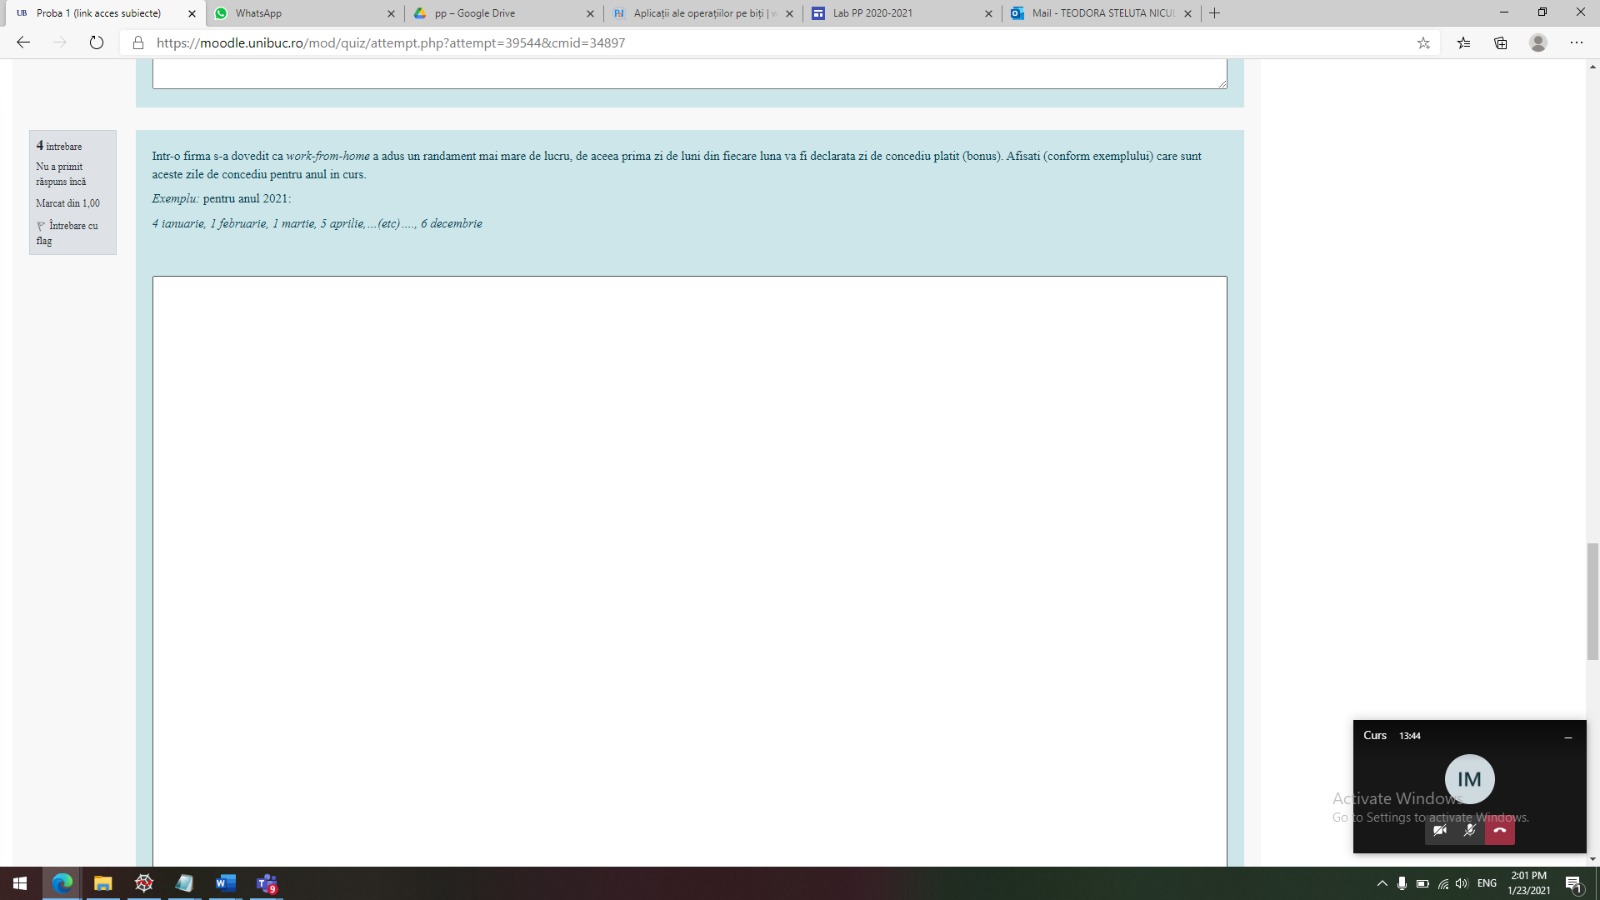 UB Proba 1 (link acces subiecte)
WhatsApp
pp – Google Drive
Aplicații ale operațiilor pe biți |
Lab PP 2020-2021
Mail - TEODORA STELUTA NICUL
https://moodle.unibuc.ro/mod/quiz/attempt.php?attempt=39544&cmid=34897
4 întrebare
Nu a primit
răspuns încă
Marcat din 1,00
Întrebare cu
flag
Intr-o firma s-a dovedit ca work-from-home a adus un randament mai mare de lucru, de aceea prima zi de luni din fiecare luna va fi declarata zi de concediu platit (bonus). Afisati (conform exemplului) care sunt
aceste zile de concediu pentru anul in curs.
Exemplu: pentru anul 2021:
4 ianuarie, 1 februarie, 1 martie, 5 aprilie,...(etc)...., 6 decembrie
Curs 13:44
IM
Activate Windows
Go to Settings to activate Windows.
9
ENG
2:01 PM
1/23/2021
1